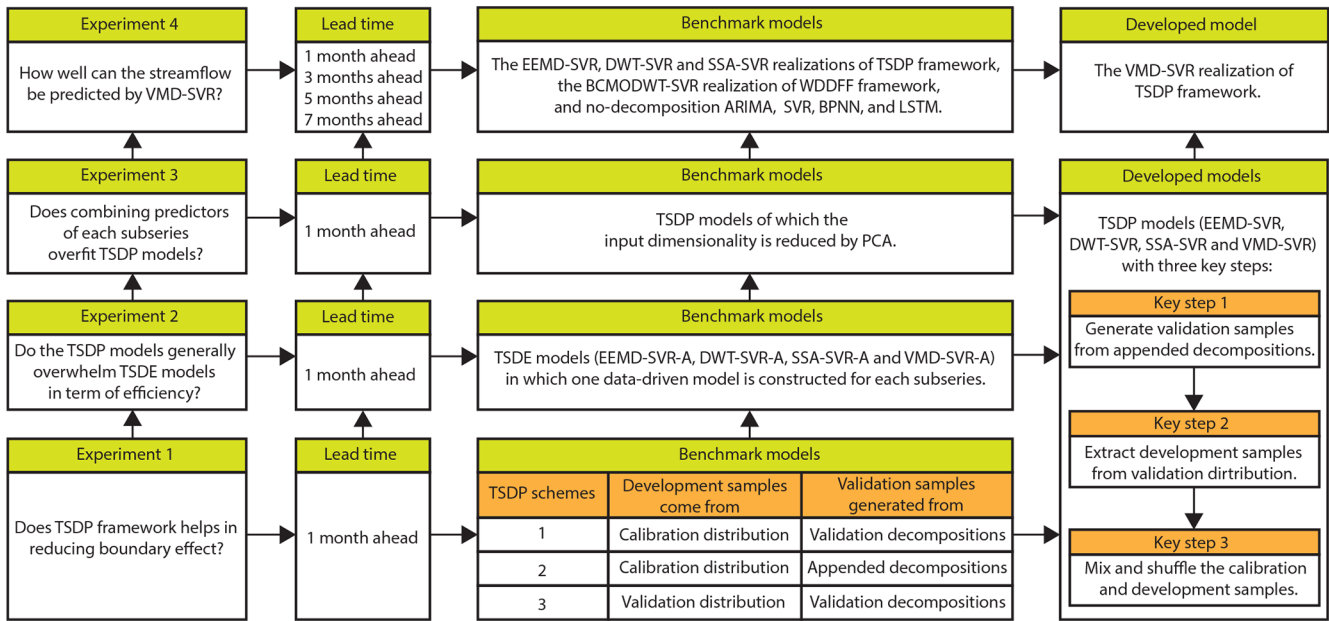 Experiment 4
How well can the streamflow
be predicted by VMD-SVR?
Lead time
1 month ahead
3 months ahead
5 months ahead
7 months ahead
Benchmark models
The EEMD-SVR, DWT-SVR and SSA-SVR realizations of TSDP framework,
the BCMODWT-SVR realization of WDDFF framework,
and no-decomposition ARIMA, SVR, BPNN, and LSTM.
Developed model
The VMD-SVR realization of
TSDP framework.
Experiment 3
Does combining predictors
of each subseries
overfit TSDP models?
Lead time
1 month ahead
Benchmark models
TSDP models of which the
input dimensionality is reduced by PCA.
Experiment 2
Do the TSDP models generally
overwhelm TSDE models
in term of efficiency?
Lead time
1 month ahead
Benchmark models
TSDE models (EEMD-SVR-A, DWT-SVR-A, SSA-SVR-A and VMD-SVR-A)
in which one data-driven model is constructed for each subseries.
Experiment 1
Does TSDP framework helps in
reducing boundary effect?
Lead time
1 month ahead
Benchmark models
TSDP schemes
Development samples
come from
Validation samples
generated from
1
Calibration distribution
Validation decompositions
2
Calibration distribution
Appended decompositions
3
Validation distribution
Validation decompositions
Developed models
TSDP models (EEMD-SVR,
DWT-SVR, SSA-SVR and VMD-SVR)
with three key steps:
Key step 1
Generate validation samples
from appended decompositions.
Key step 2
Extract development samples
from validation dirtribution.
Key step 3
Mix and shuffle the calibration
and development samples.